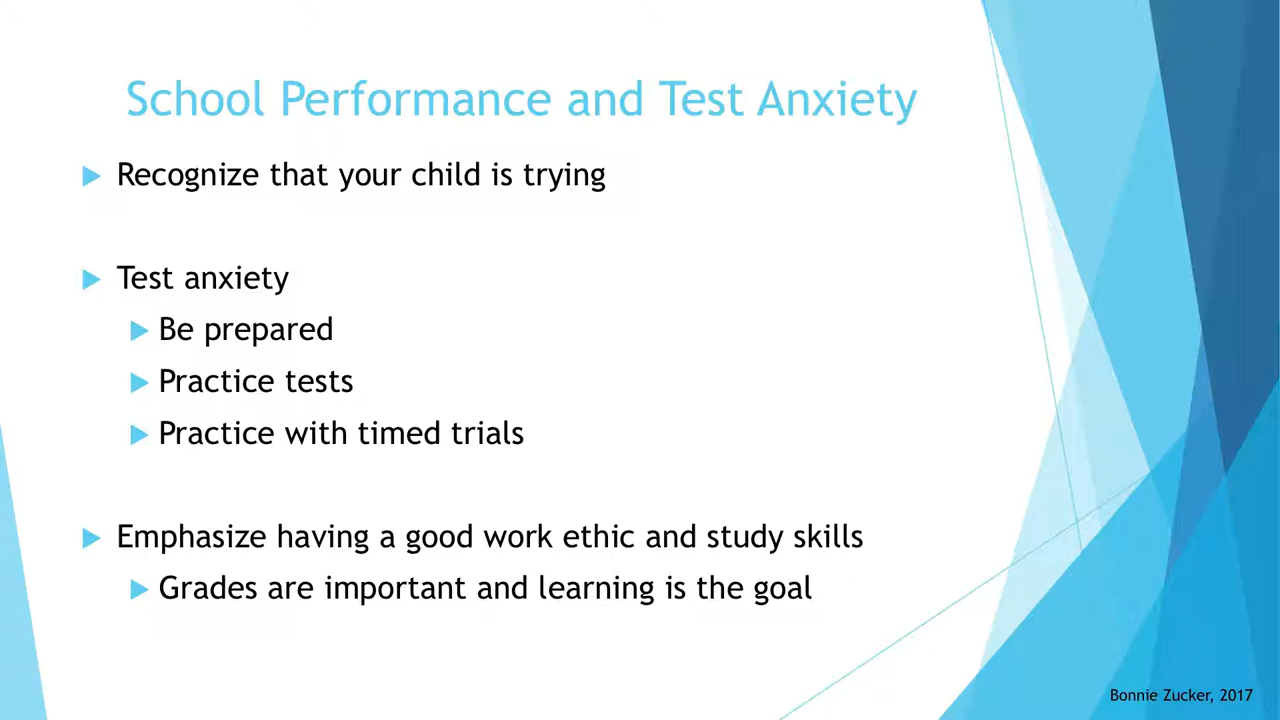 School Performance and Test Anxiety
Recognize that your child is trying
Test anxiety
Be prepared
Practice tests
Practice with timed trials
Emphasize having a good work ethic and study skills
Grades are important and learning is the goal
Bonnie Zucker, 2017